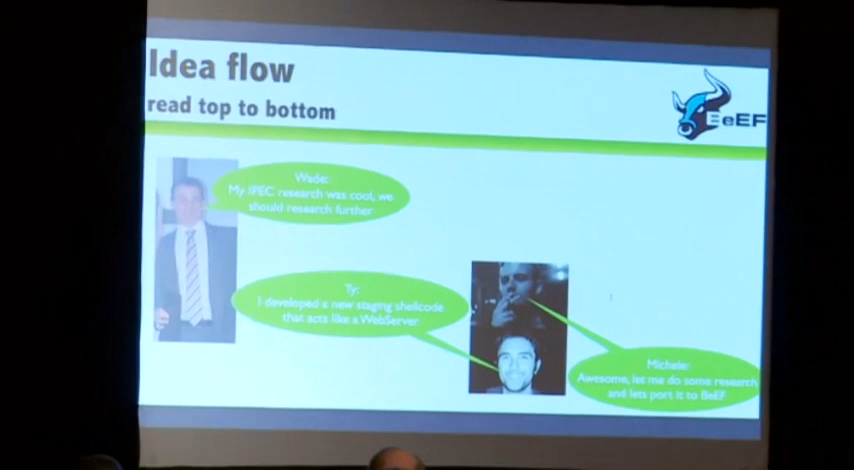 Idea flow
read top to bottom
BeEF
Wade:
My IPEC research was cool, we
should research further
Ty:
I developed a new staging shellcode
that acts like a WebServer
Michele:
Awesome, let me do some research
and lets port it to BeEF